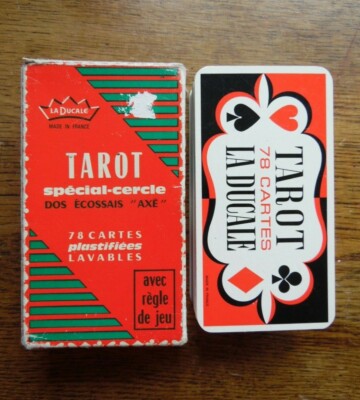 LA DUCALE
MADE IN FRANCE
TAROT
spécial-cercle
DOS ÉCOSSAIS "AXÉ"
78 CARTES
plastifiées
LAVABLES
avec
règle
de jeu
TAROT
78 CARTES
LA DUCALE